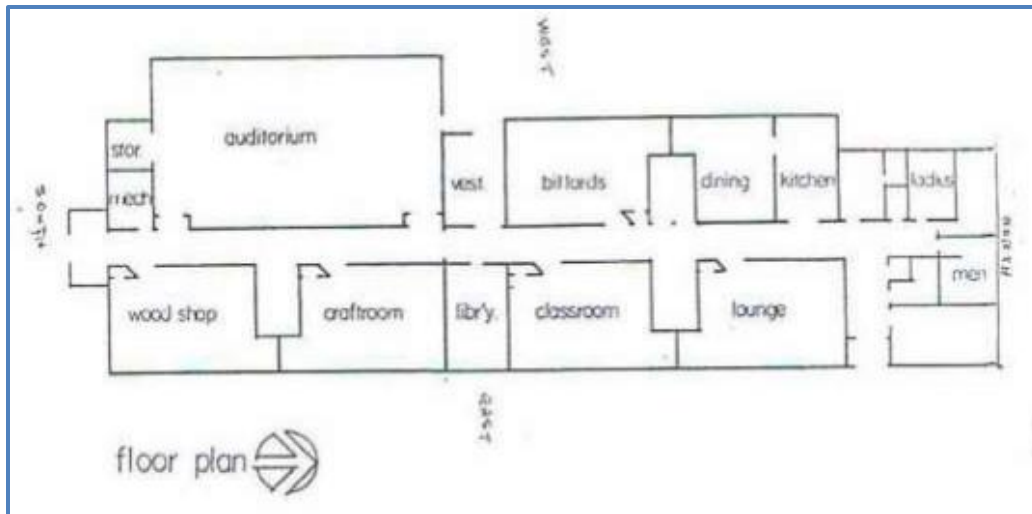 WEST
auditorium
stor.
mech
vest.
billards
dining
kitchen
ladies
SOUTH
NORTH
men
wood shop
craftroom
libr'y.
classroom
lounge
EAST
floor plan